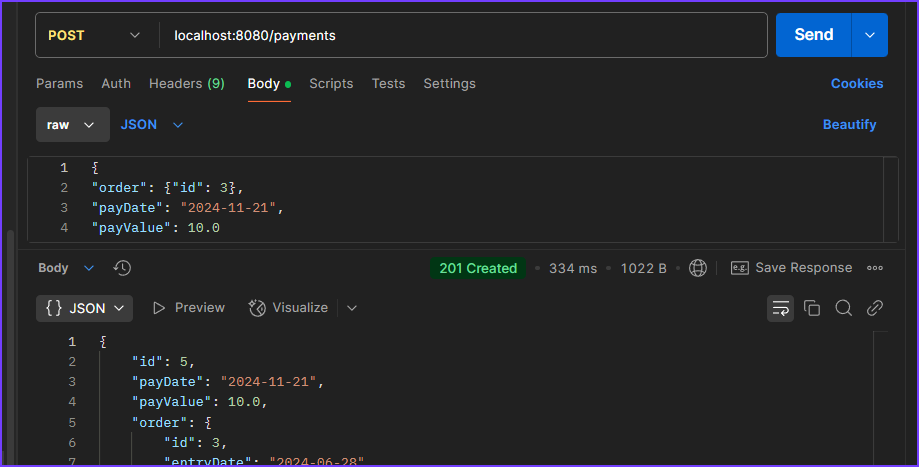 POST localhost:8080/payments Send
Params Auth Headers (9) Body Scripts Tests Settings Cookies
raw JSON Beautify
1 {
2 "order": {"id": 3},
3 "payDate": "2024-11-21",
4 "payValue": 10.0
Body 201 Created 334 ms 1022 B e.g. Save Response
{} JSON Preview Visualize
1 {
2 "id": 5,
3 "payDate": "2024-11-21",
4 "payValue": 10.0,
5 "order": {
6 "id": 3,
7 "entryDate": "2024-06-28"